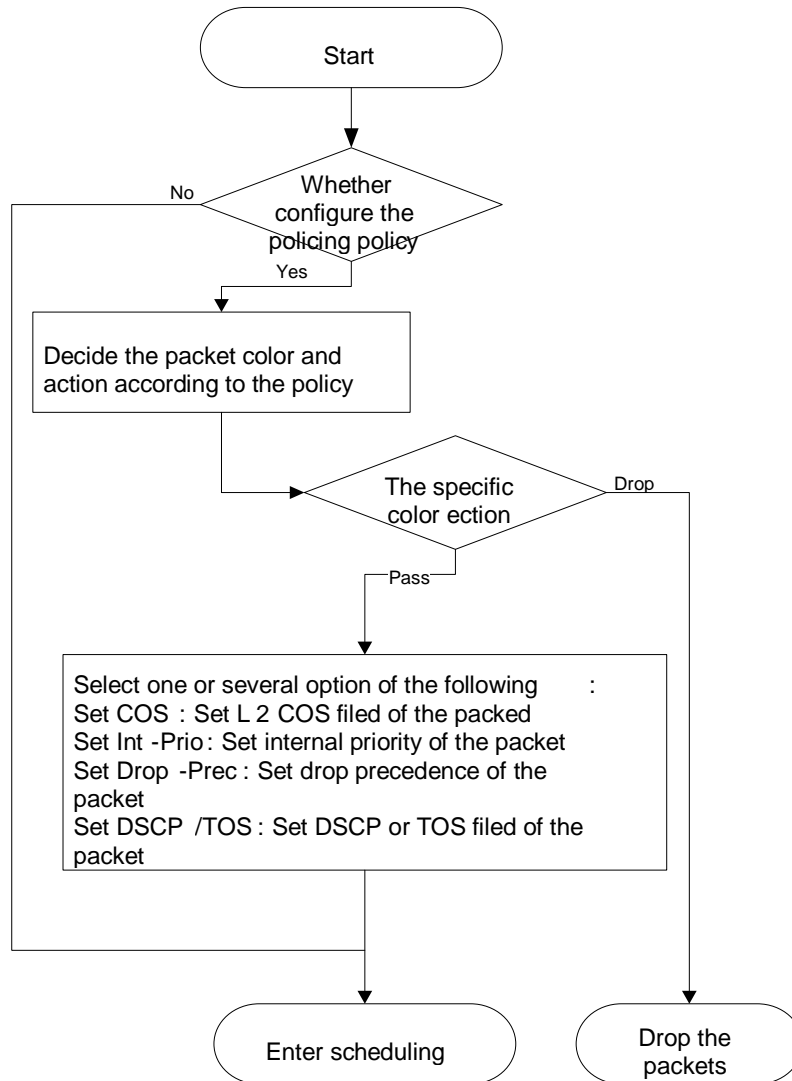 Start
Whether
configure the
policing policy
No
Yes
Decide the packet color and
action according to the policy
The specific
color ection
Drop
Pass
Select one or several option of the following :
Set COS : Set L 2 COS filed of the packed
Set Int -Prio : Set internal priority of the packet
Set Drop -Prec : Set drop precedence of the
packet
Set DSCP /TOS : Set DSCP or TOS filed of the
packet
Enter scheduling
Drop the
packets